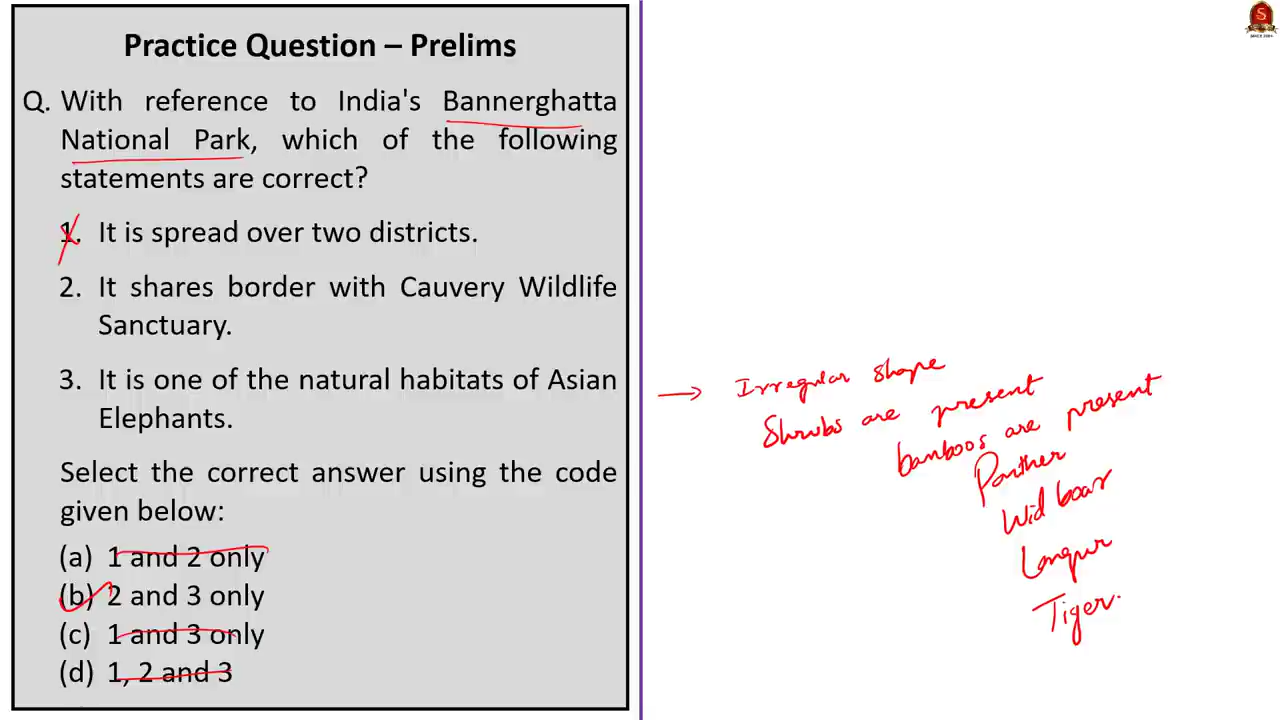 Practice Question – Prelims
Q. With reference to India's Bannerghatta
National Park, which of the following
statements are correct?
1. It is spread over two districts.
2. It shares border with Cauvery Wildlife
Sanctuary.
3. It is one of the natural habitats of Asian
Elephants.
Select the correct answer using the code
given below:
(a) 1 and 2 only
(b) 2 and 3 only
(c) 1 and 3 only
(d) 1, 2 and 3
→ Irregular shape
Shrubs are present
bamboos are present
Panther
Wid boar
Langur
Tiger.
S